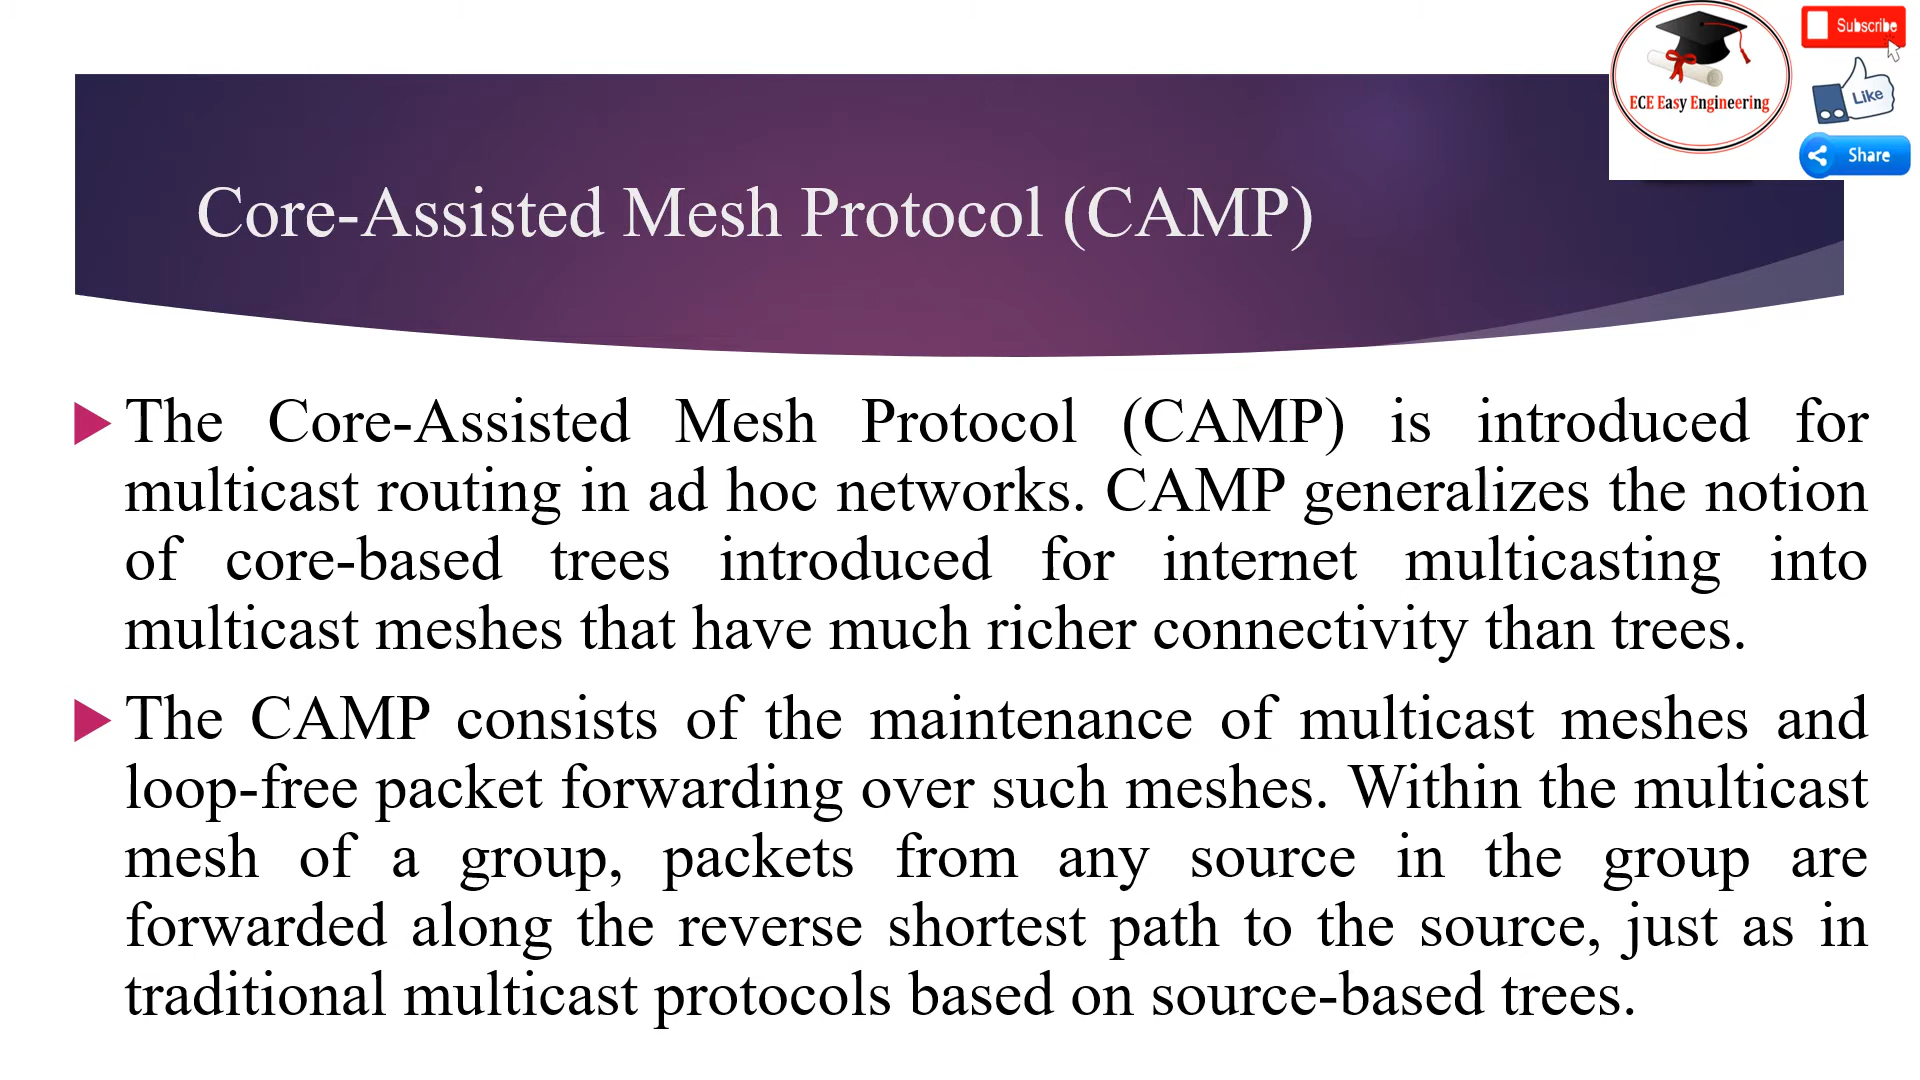 Subscribe
Like
ECE Easy Engineering
Share
Core-Assisted Mesh Protocol (CAMP)
The Core-Assisted Mesh Protocol (CAMP) is introduced for
multicast routing in ad hoc networks. CAMP generalizes the notion
of core-based trees introduced for internet multicasting into
multicast meshes that have much richer connectivity than trees.
The CAMP consists of the maintenance of multicast meshes and
loop-free packet forwarding over such meshes. Within the multicast
mesh of a group, packets from any source in the group are
forwarded along the reverse shortest path to the source, just as in
traditional multicast protocols based on source-based trees.